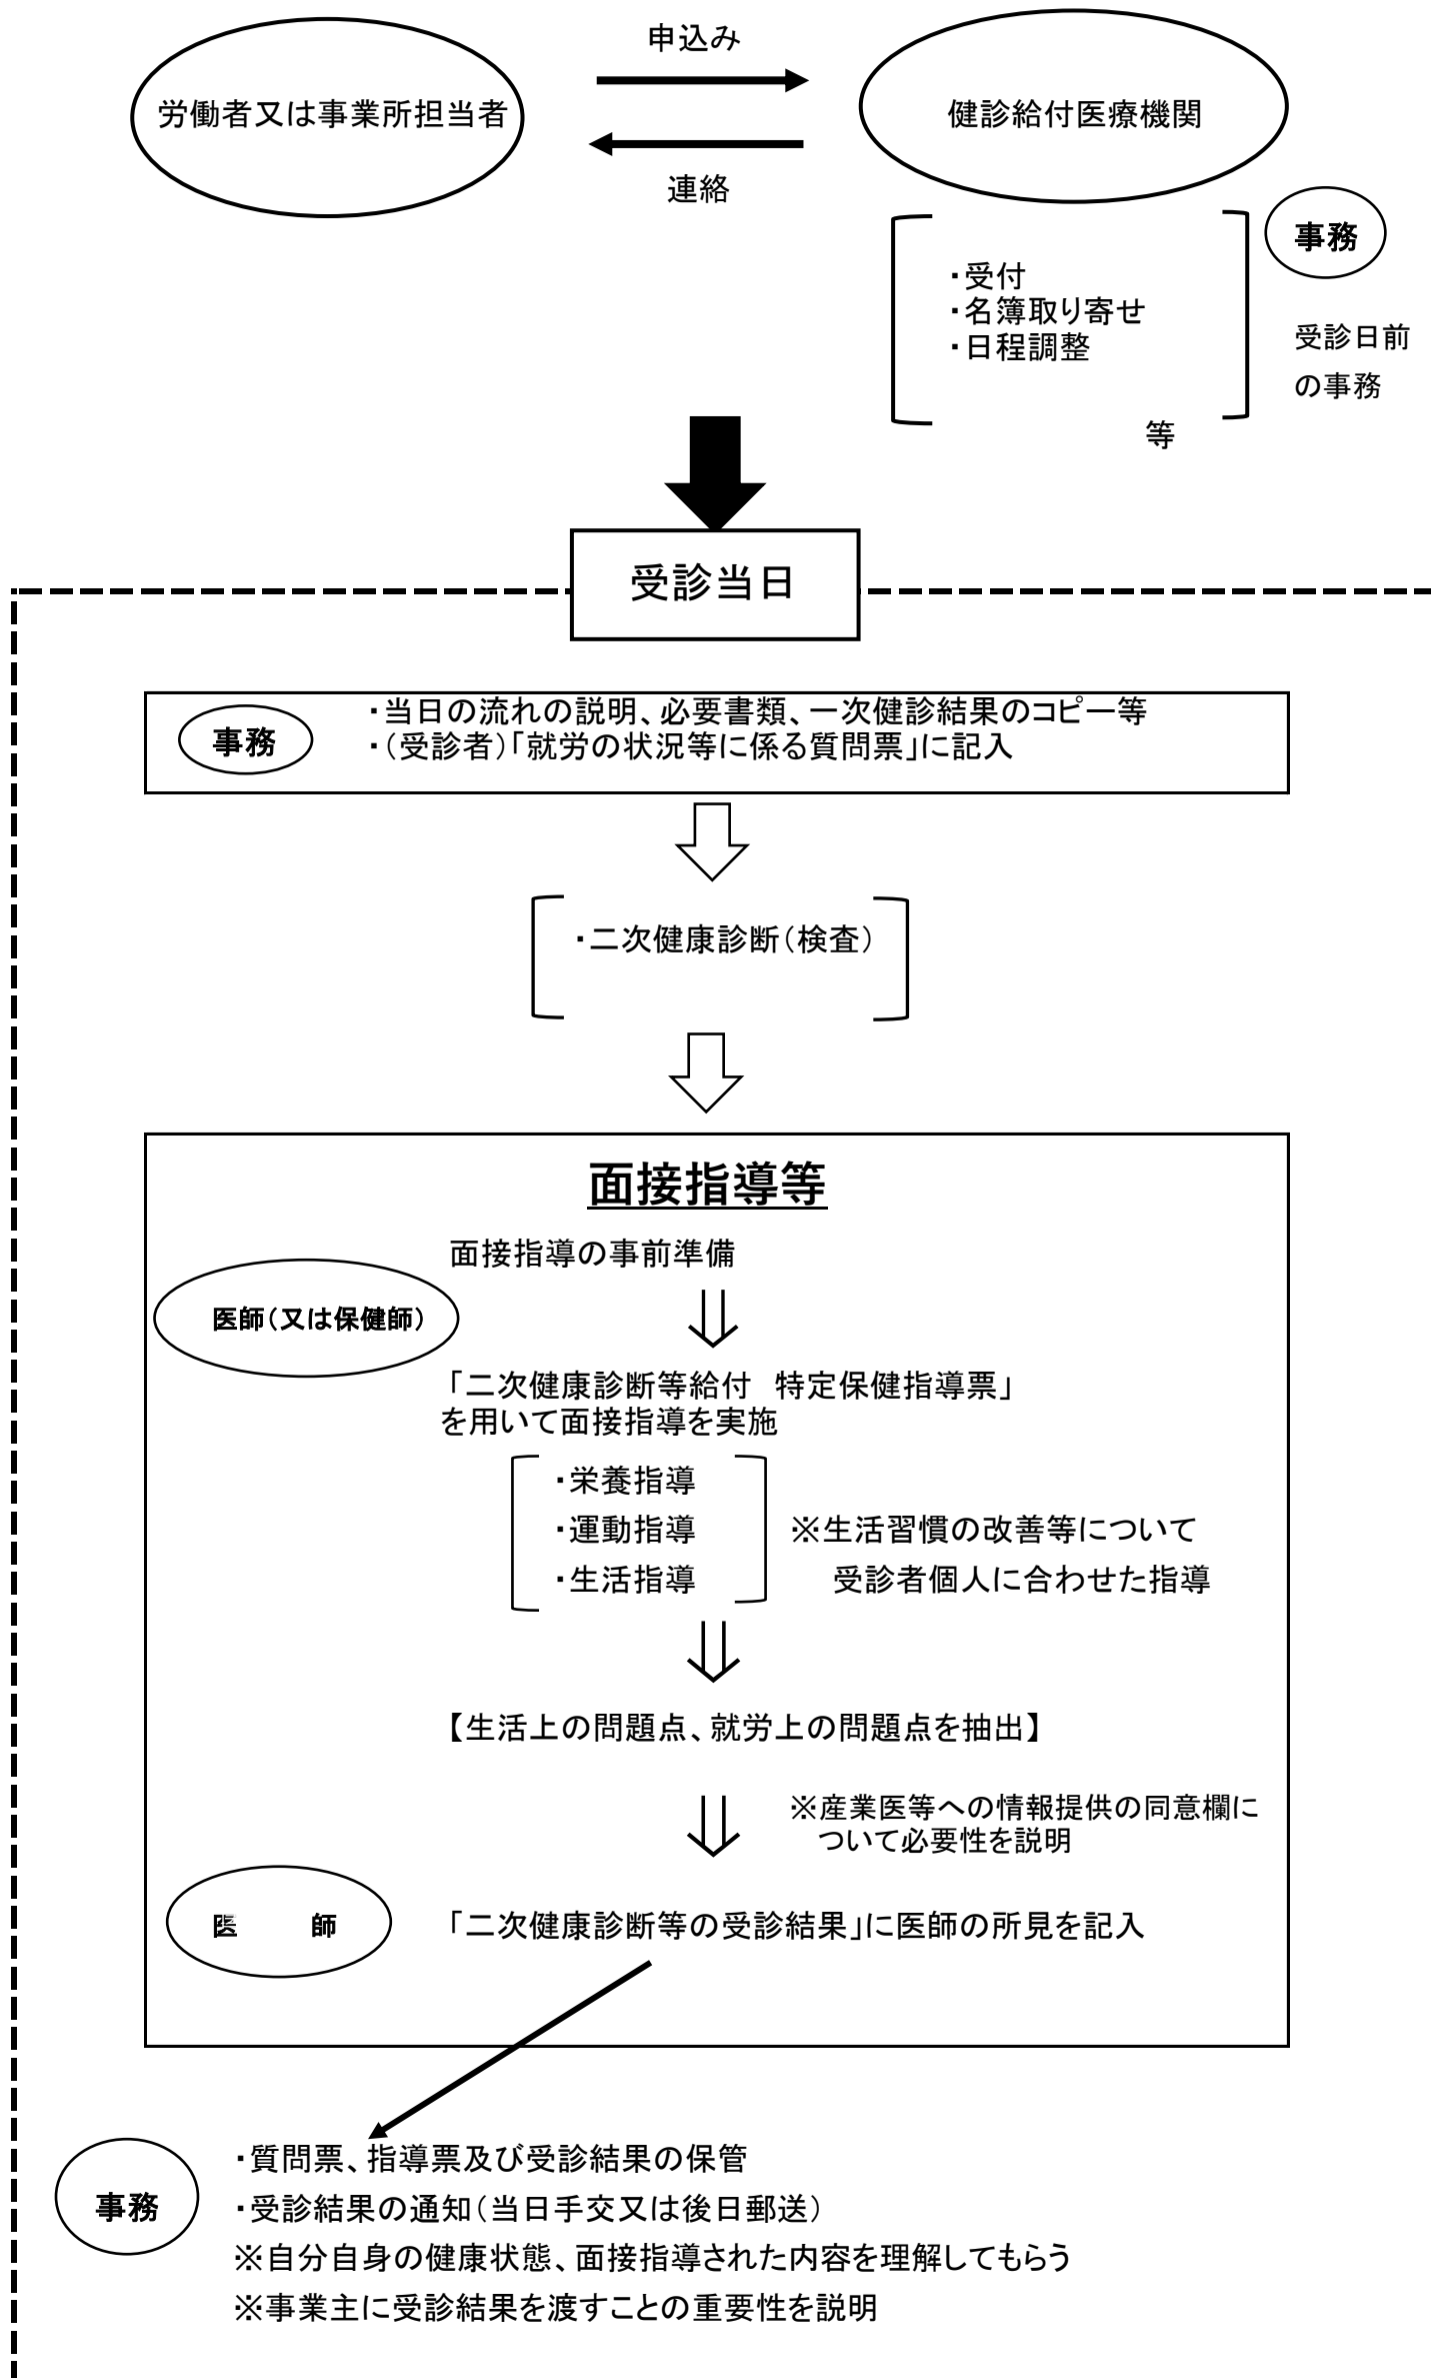 申込み
労働者又は事業所担当者
健診給付医療機関
連絡
事務
・受付
・名簿取り寄せ
・日程調整
等
受診日前
の事務
受診当日
事務
・当日の流れの説明、必要書類、一次健診結果のコピー等
・（受診者）「就労の状況等に係る質問票」に記入
・二次健康診断（検査）
面接指導等
面接指導の事前準備
医師（又は保健師）
「二次健康診断等給付　特定保健指導票」
を用いて面接指導を実施
・栄養指導
・運動指導
・生活指導
※生活習慣の改善等について
受診者個人に合わせた指導
【生活上の問題点、就労上の問題点を抽出】
※産業医等への情報提供の同意欄に
ついて必要性を説明
医　　師
「二次健康診断等の受診結果」に医師の所見を記入
事務
・質問票、指導票及び受診結果の保管
・受診結果の通知（当日手交又は後日郵送）
※自分自身の健康状態、面接指導された内容を理解してもらう
※事業主に受診結果を渡すことの重要性を説明